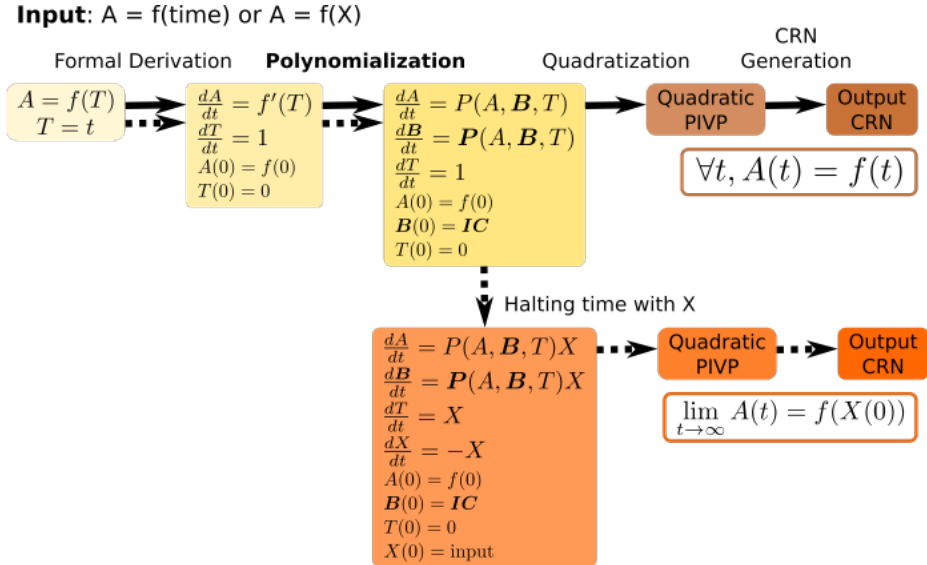 Input: A = f(time) or A = f(X)
Formal Derivation
Polynomialization
Quadratization
CRN
Generation
A = f(T)
T = t
dA/dt = f′(T)
dT/dt = 1
A(0) = f(0)
T(0) = 0
dA/dt = P(A, B, T)
dB/dt = P(A, B, T)
dT/dt = 1
A(0) = f(0)
B(0) = IC
T(0) = 0
Quadratic
PIVP
Output
CRN
∀t, A(t) = f(t)
Halting time with X
dA/dt = P(A, B, T)X
dB/dt = P(A, B, T)X
dT/dt = X
dX/dt = −X
A(0) = f(0)
B(0) = IC
T(0) = 0
X(0) = input
Quadratic
PIVP
Output
CRN
lim t→∞ A(t) = f(X(0))